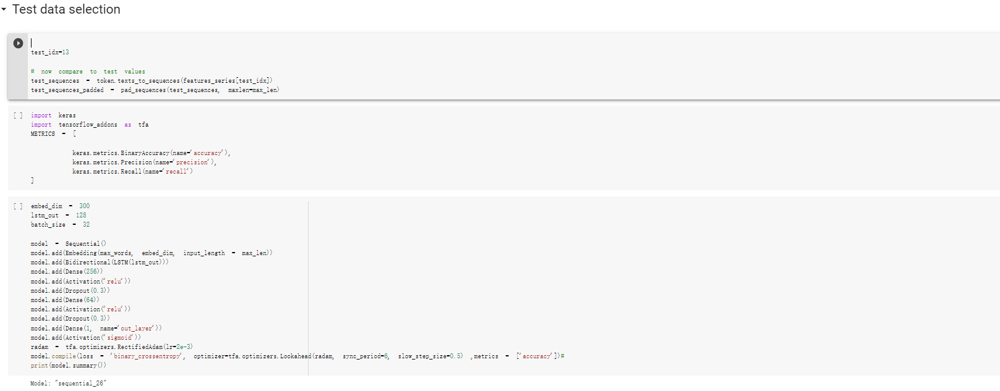 Test data selection
test_idx=13
# now compare to test values
test_sequences = token.texts_to_sequences(features_series[test_idx])
test_sequences_padded = pad_sequences(test_sequences, maxlen=max_len)
[ ] import keras
import tensorflow_addons as tfa
METRICS = [
keras.metrics.BinaryAccuracy(name='accuracy'),
keras.metrics.Precision(name='precision'),
keras.metrics.Recall(name='recall')
]
[ ] embed_dim = 300
lstm_out = 128
batch_size = 32
model = Sequential()
model.add(Embedding(max_words, embed_dim, input_length = max_len))
model.add(Bidirectional(LSTM(lstm_out)))
model.add(Dense(256))
model.add(Activation('relu'))
model.add(Dropout(0.3))
model.add(Dense(64))
model.add(Activation('relu'))
model.add(Dropout(0.3))
model.add(Dense(1, name='out_layer'))
model.add(Activation('sigmoid'))
radam = tfa.optimizers.RectifiedAdam(lr=2e-3)
model.compile(loss = 'binary_crossentropy', optimizer=tfa.optimizers.Lookahead(radam, sync_period=6, slow_step_size=0.5) ,metrics = ['accuracy'])#
print(model.summary())
Model: "sequential_26"